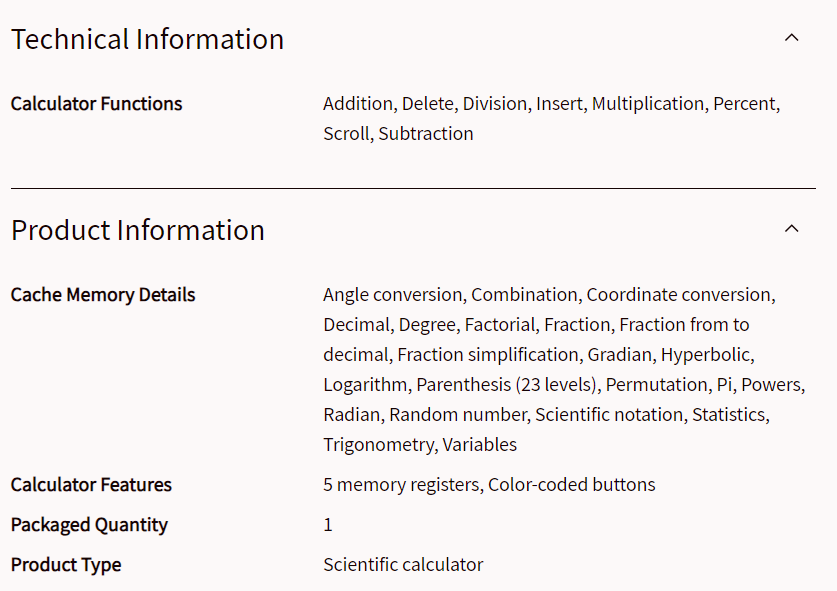 Technical Information
Calculator Functions
Addition, Delete, Division, Insert, Multiplication, Percent,
Scroll, Subtraction
Product Information
Cache Memory Details
Angle conversion, Combination, Coordinate conversion,
Decimal, Degree, Factorial, Fraction, Fraction from to
decimal, Fraction simplification, Gradian, Hyperbolic,
Logarithm, Parenthesis (23 levels), Permutation, Pi, Powers,
Radian, Random number, Scientific notation, Statistics,
Trigonometry, Variables
Calculator Features
5 memory registers, Color-coded buttons
Packaged Quantity
1
Product Type
Scientific calculator